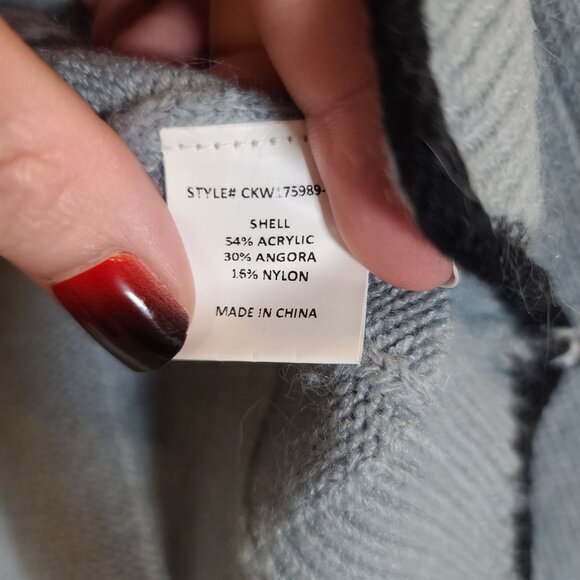 STYLE# CKW175989-
SHELL
54% ACRYLIC
30% ANGORA
16% NYLON
MADE IN CHINA